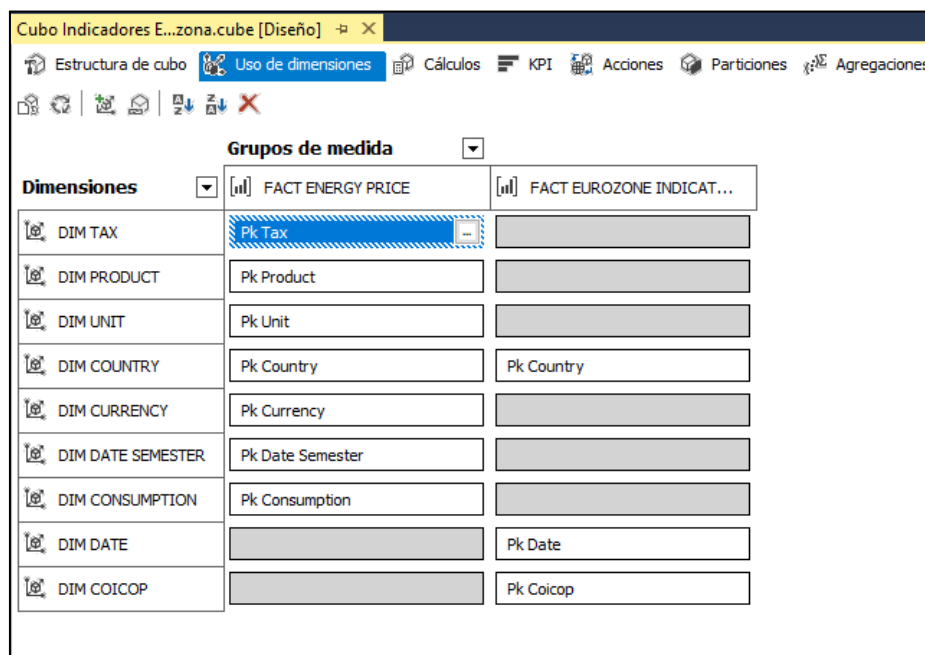 Cubo Indicadores E...zona.cube [Diseño]
Estructura de cubo Uso de dimensiones Cálculos KPI Acciones Particiones Agregaciones
Grupos de medida
Dimensiones FACT ENERGY PRICE FACT EUROZONE INDICAT...
DIM TAX Pk Tax ...
DIM PRODUCT Pk Product
DIM UNIT Pk Unit
DIM COUNTRY Pk Country Pk Country
DIM CURRENCY Pk Currency
DIM DATE SEMESTER Pk Date Semester
DIM CONSUMPTION Pk Consumption
DIM DATE Pk Date
DIM COICOP Pk Coicop